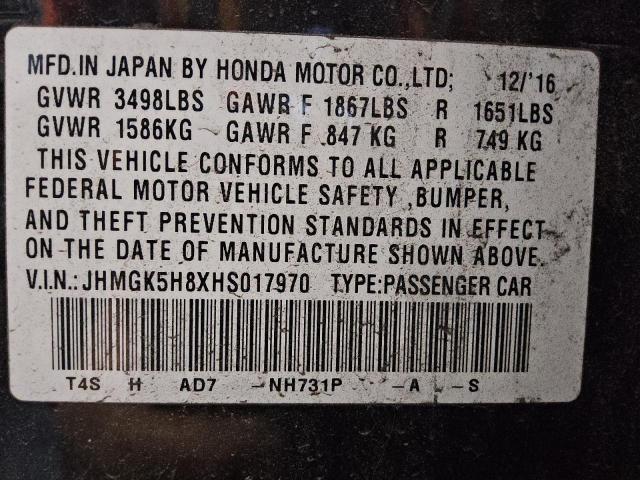 MFD.IN JAPAN BY HONDA MOTOR CO.,LTD; 12/'16
GVWR 3498LBS GAWR F 1867LBS R 1651LBS
GVWR 1586KG GAWR F 847 KG R 749 KG
THIS VEHICLE CONFORMS TO ALL APPLICABLE
FEDERAL MOTOR VEHICLE SAFETY ,BUMPER,
AND THEFT PREVENTION STANDARDS IN EFFECT
ON THE DATE OF MANUFACTURE SHOWN ABOVE.
V.I.N.: JHMGK5H8XHS017970 TYPE:PASSENGER CAR
T4S H AD7 -NH731P -A -S